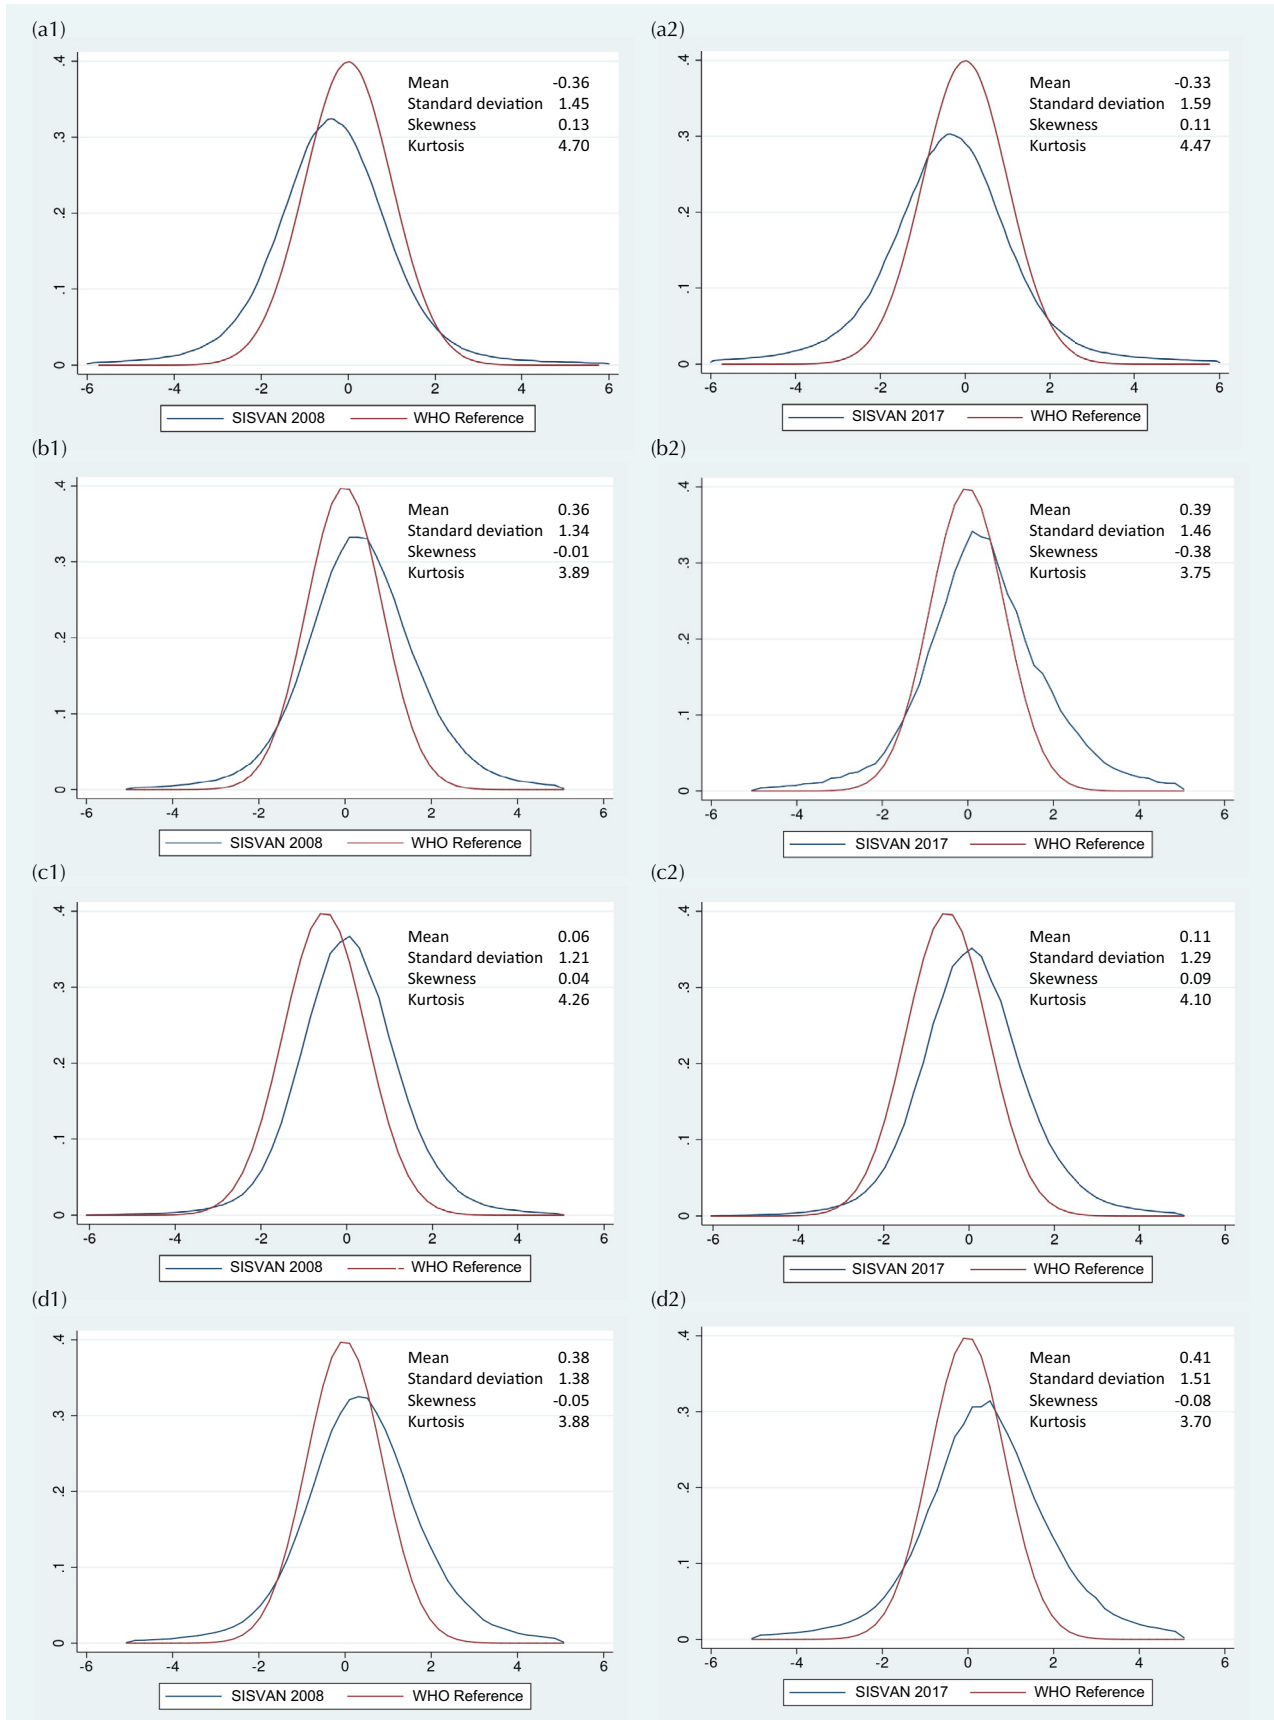 (a1)
.4
.3
.2
.1
0
Mean -0.36
Standard deviation 1.45
Skewness 0.13
Kurtosis 4.70
-6 -4 -2 0 2 4 6
SISVAN 2008 WHO Reference
(a2)
.4
.3
.2
.1
0
Mean -0.33
Standard deviation 1.59
Skewness 0.11
Kurtosis 4.47
-6 -4 -2 0 2 4 6
SISVAN 2017 WHO Reference
(b1)
.4
.3
.2
.1
0
Mean 0.36
Standard deviation 1.34
Skewness -0.01
Kurtosis 3.89
-6 -4 -2 0 2 4 6
SISVAN 2008 WHO Reference
(b2)
.4
.3
.2
.1
0
Mean 0.39
Standard deviation 1.46
Skewness -0.38
Kurtosis 3.75
-6 -4 -2 0 2 4 6
SISVAN 2017 WHO Reference
(c1)
.4
.3
.2
.1
0
Mean 0.06
Standard deviation 1.21
Skewness 0.04
Kurtosis 4.26
-6 -4 -2 0 2 4 6
SISVAN 2008 WHO Reference
(c2)
.4
.3
.2
.1
0
Mean 0.11
Standard deviation 1.29
Skewness 0.09
Kurtosis 4.10
-6 -4 -2 0 2 4 6
SISVAN 2017 WHO Reference
(d1)
.4
.3
.2
.1
0
Mean 0.38
Standard deviation 1.38
Skewness -0.05
Kurtosis 3.88
-6 -4 -2 0 2 4 6
SISVAN 2008 WHO Reference
(d2)
.4
.3
.2
.1
0
Mean 0.41
Standard deviation 1.51
Skewness -0.08
Kurtosis 3.70
-6 -4 -2 0 2 4 6
SISVAN 2017 WHO Reference